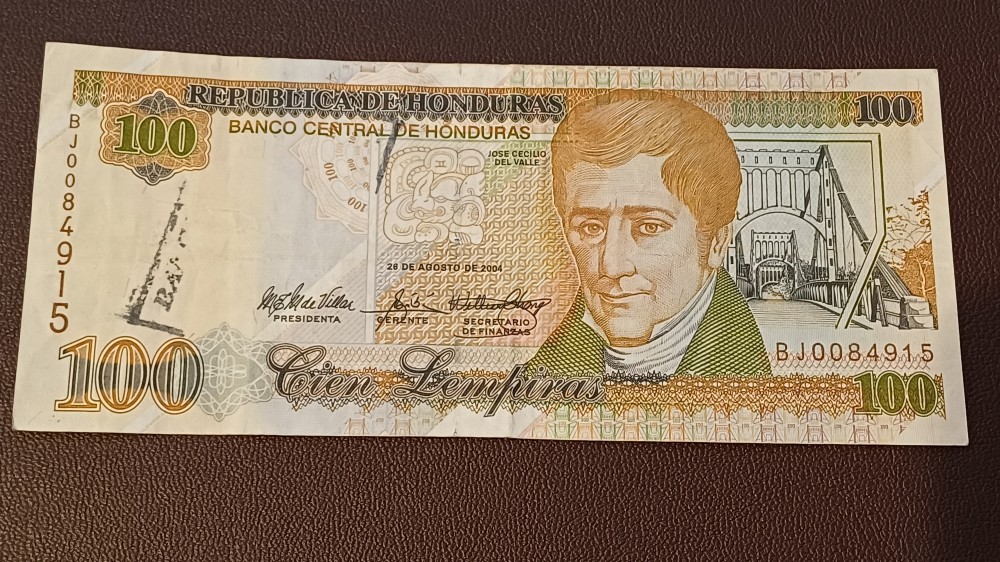 REPUBLICA DE HONDURAS
100
100
BANCO CENTRAL DE HONDURAS
BJ0084915
JOSE CECILIO
DEL VALLE
100
26 DE AGOSTO DE 2004
PRESIDENTA
GERENTE
SECRETARIO
DE FINANZAS
BJ0084915
100
Cien Lempiras
100